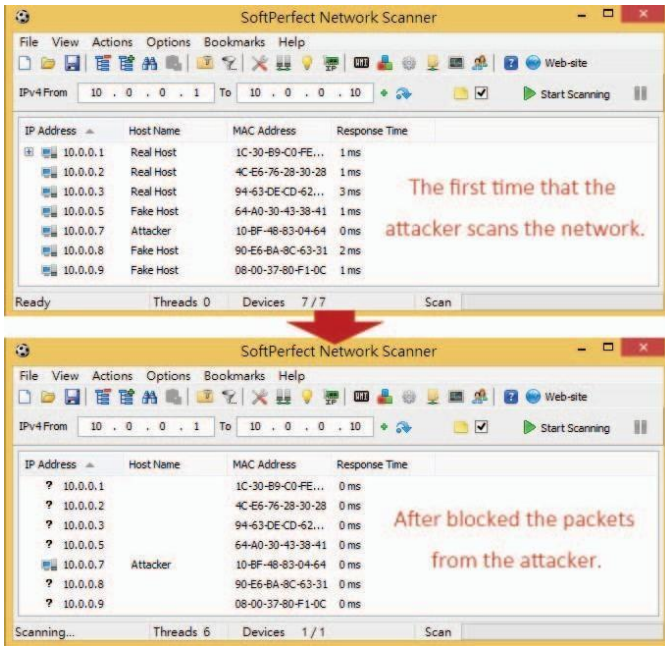 SoftPerfect Network Scanner
File View Actions Options Bookmarks Help
Web-site
IPv4 From 10 . 0 . 0 . 1 To 10 . 0 . 0 . 10 Start Scanning
IP Address Host Name MAC Address Response Time
10.0.0.1 Real Host 1C-30-B9-C0-FE... 1 ms
10.0.0.2 Real Host 4C-E6-76-28-30-28 1 ms
10.0.0.3 Real Host 94-63-DE-CD-62... 3 ms
10.0.0.5 Fake Host 64-A0-30-43-38-41 1 ms
10.0.0.7 Attacker 10-BF-48-83-04-64 0 ms
10.0.0.8 Fake Host 90-E6-BA-8C-63-31 2 ms
10.0.0.9 Fake Host 08-00-37-80-F1-0C 1 ms
The first time that the
attacker scans the network.
Ready Threads 0 Devices 7 / 7 Scan
SoftPerfect Network Scanner
File View Actions Options Bookmarks Help
Web-site
IPv4 From 10 . 0 . 0 . 1 To 10 . 0 . 0 . 10 Start Scanning
IP Address Host Name MAC Address Response Time
? 10.0.0.1 1C-30-B9-C0-FE... 0 ms
? 10.0.0.2 4C-E6-76-28-30-28 0 ms
? 10.0.0.3 94-63-DE-CD-62... 0 ms
? 10.0.0.5 64-A0-30-43-38-41 0 ms
10.0.0.7 Attacker 10-BF-48-83-04-64 0 ms
? 10.0.0.8 90-E6-BA-8C-63-31 0 ms
? 10.0.0.9 08-00-37-80-F1-0C 0 ms
After blocked the packets
from the attacker.
Scanning... Threads 6 Devices 1 / 1 Scan